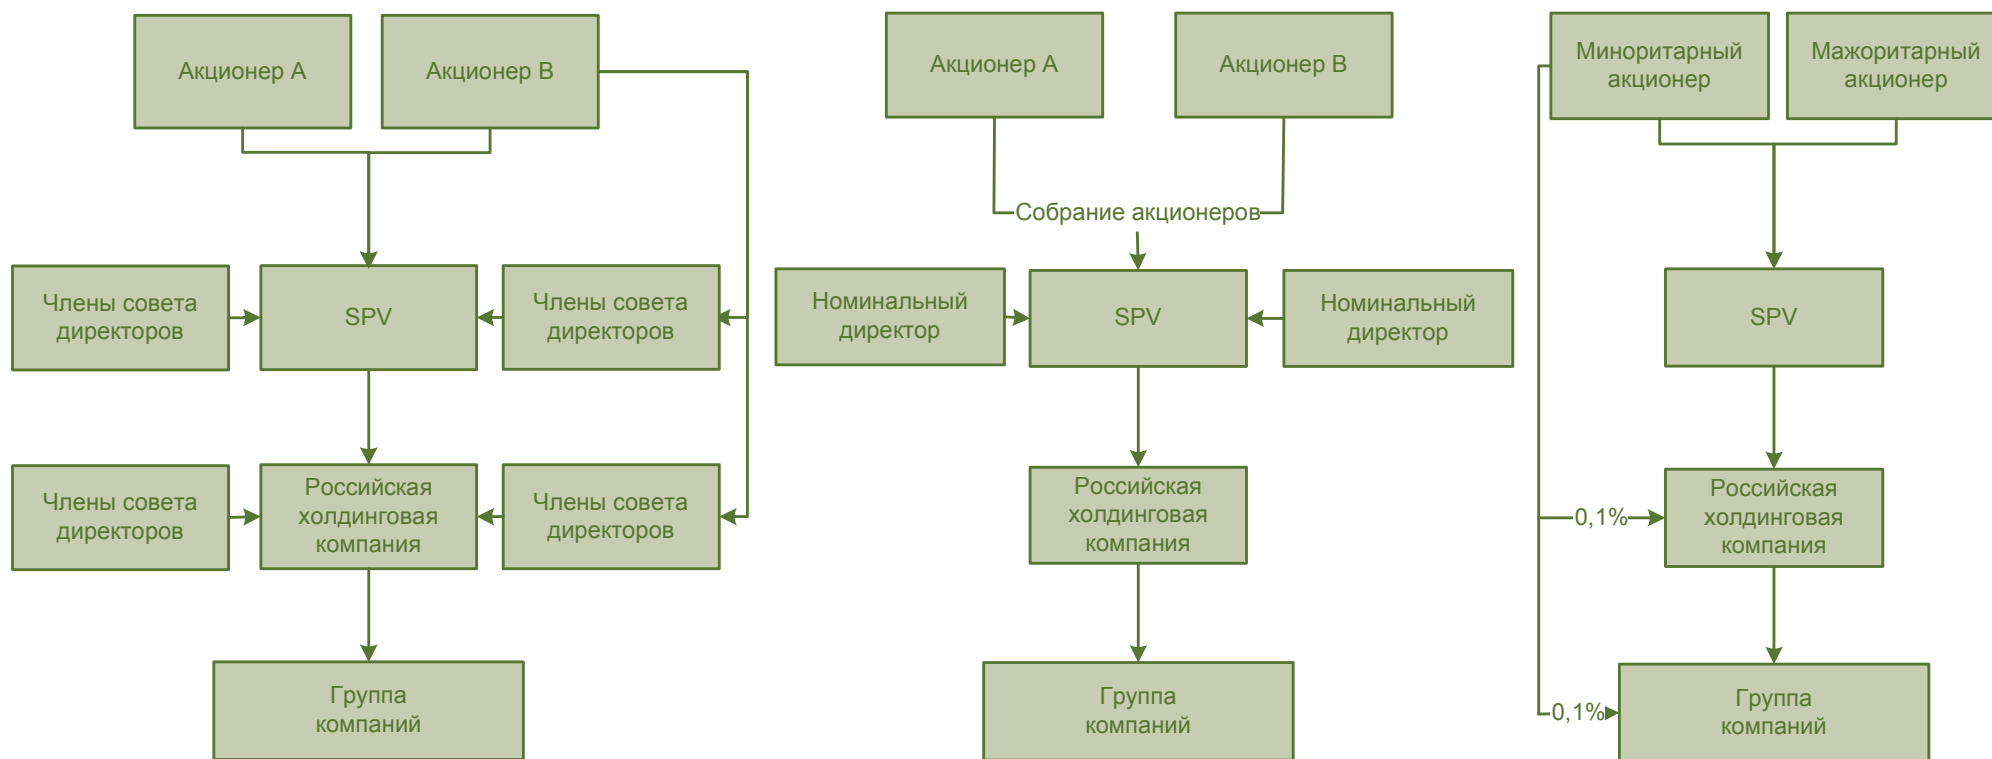 Акционер А
Акционер В
Члены совета
директоров
SPV
Члены совета
директоров
Члены совета
директоров
Российская
холдинговая
компания
Члены совета
директоров
Группа
компаний
Акционер А
Акционер В
Собрание акционеров
Номинальный
директор
SPV
Номинальный
директор
Российская
холдинговая
компания
Группа
компаний
Миноритарный
акционер
Мажоритарный
акционер
SPV
0,1%
Российская
холдинговая
компания
0,1%
Группа
компаний